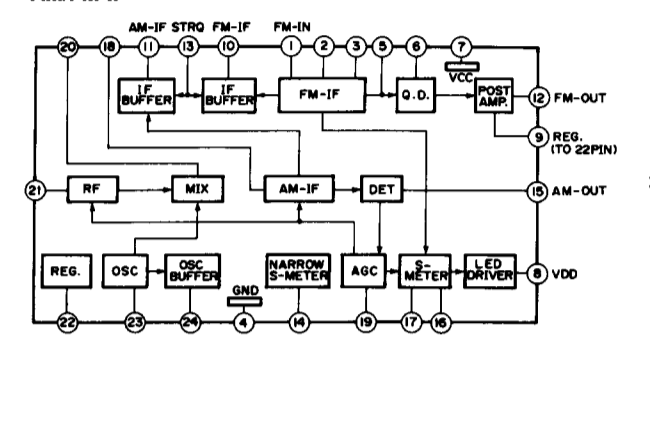 AM-IF STRQ FM-IF FM-IN
20 18 11 13 10 1 2 3 5 6 7
VCC
IF BUFFER
IF BUFFER
FM-IF
Q.D.
POST AMP.
12 FM-OUT
9 REG.
(TO 22PIN)
21
RF
MIX
AM-IF
DET
15 AM-OUT
REG.
OSC
OSC BUFFER
GND
NARROW S-METER
AGC
S-METER
LED DRIVER
8 VDD
22 23 24 4 14 19 17 16